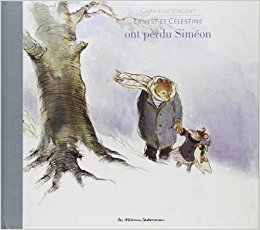 GABRIELLE VINCENT
ERNEST ET CÉLESTINE
ont perdu Siméon
les albums casterman